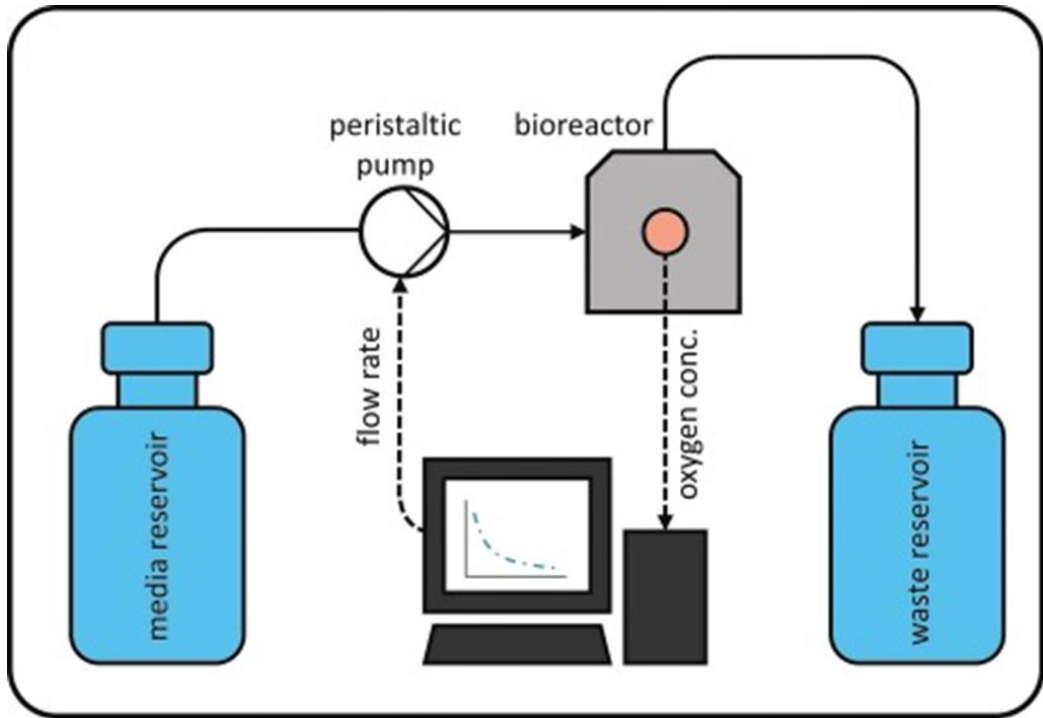 peristaltic
pump
bioreactor
flow rate
oxygen conc.
media reservoir
waste reservoir